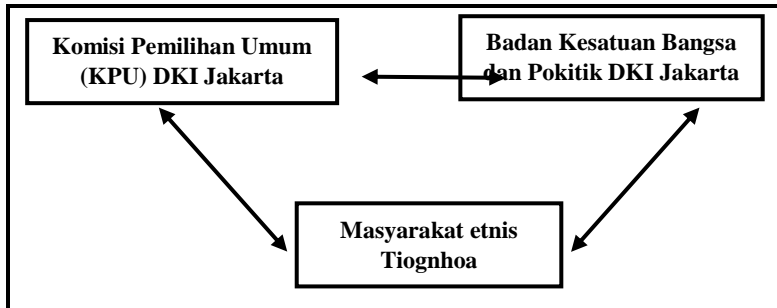 Komisi Pemilihan Umum
(KPU) DKI Jakarta
Badan Kesatuan Bangsa
dan Pokitik DKI Jakarta
Masyarakat etnis
Tiognhoa